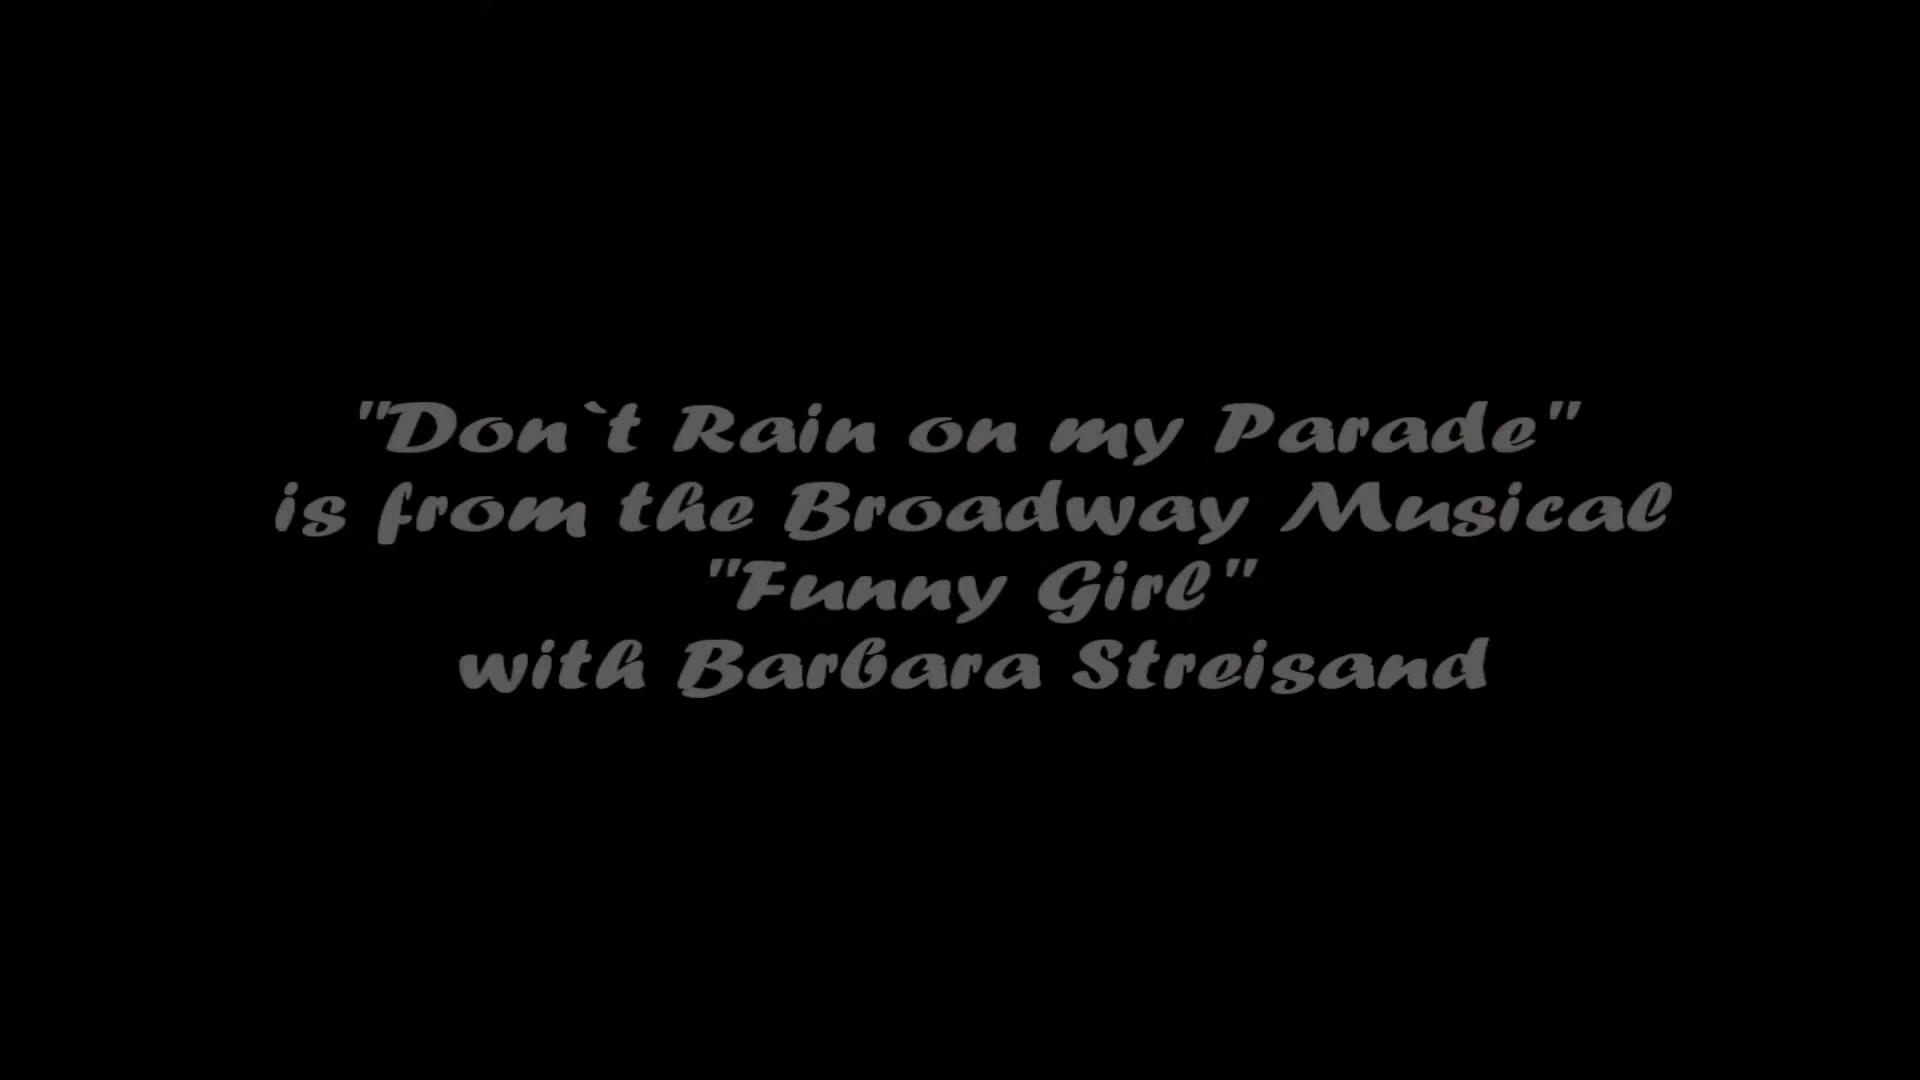 "Don`t Rain on my Parade"
is from the Broadway Musical
"Funny Girl"
with Barbara Streisand